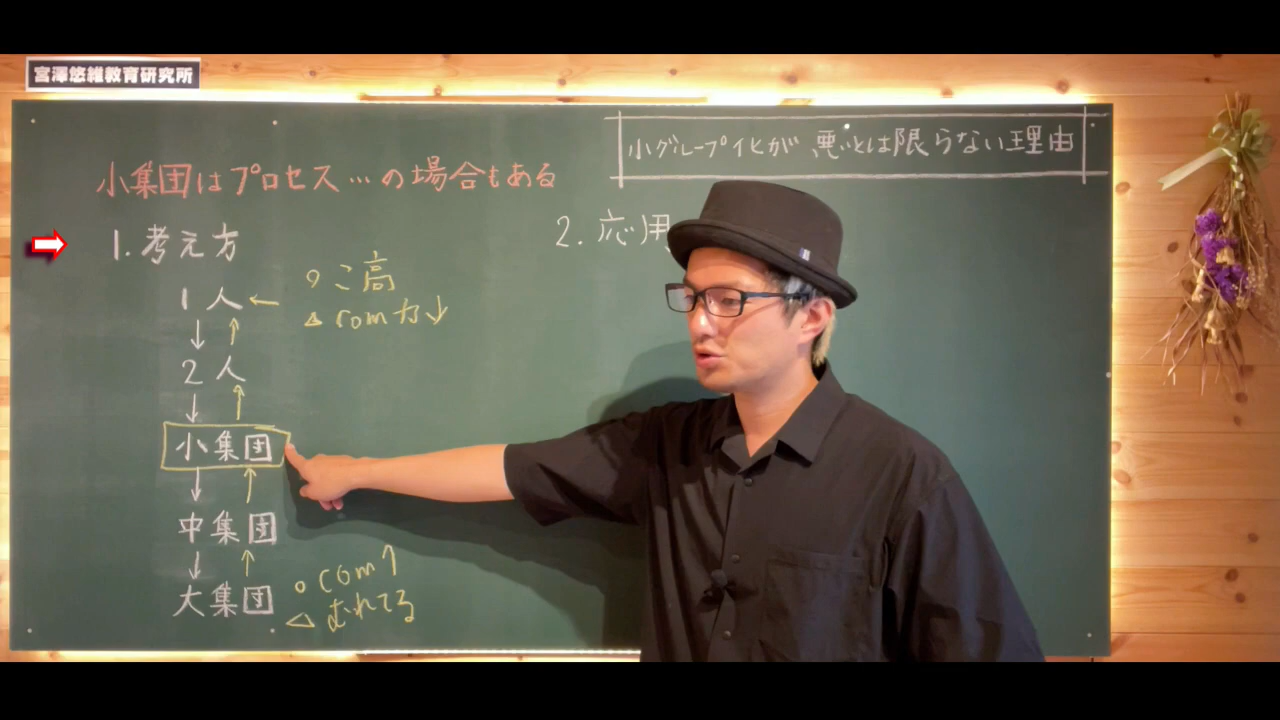 宮澤悠維教育研究所
小グループ化が、悪いとは限らない理由
小集団はプロセス…の場合もある
1.考え方
2.応用
1人 ←
○こ高
△com力↓
↓ ↑
2人
↓ ↑
小集団
↓ ↑
中集団
↓ ↑
大集団
○com↑
△むれてる